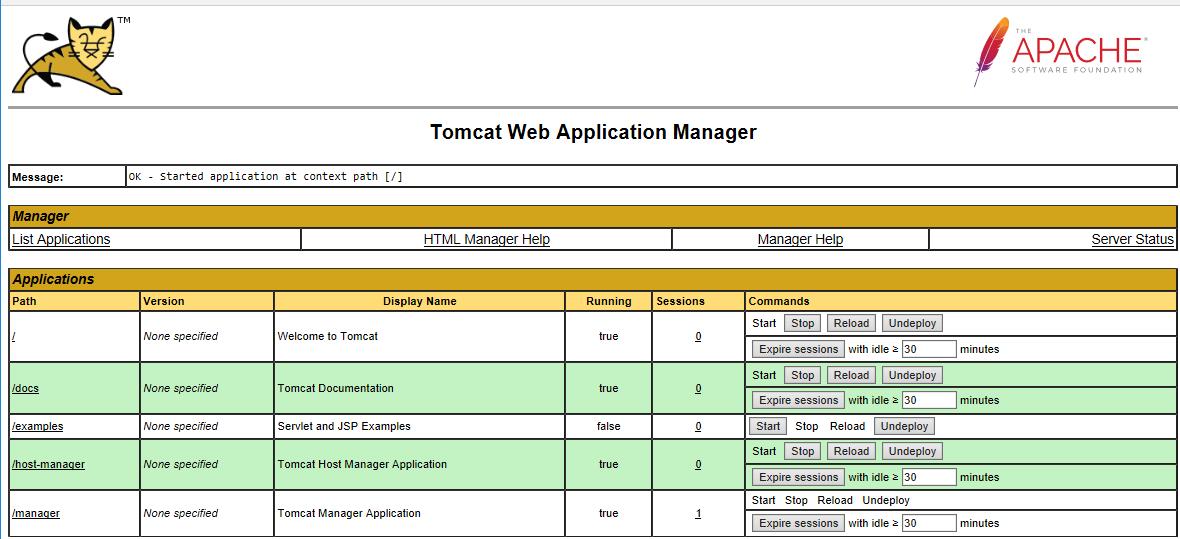 TM
THE
APACHE®
SOFTWARE FOUNDATION
Tomcat Web Application Manager
Message: OK - Started application at context path [/]
Manager
List Applications HTML Manager Help Manager Help Server Status
Applications
Path Version Display Name Running Sessions Commands
/ None specified Welcome to Tomcat true 0 Start Stop Reload Undeploy
Expire sessions with idle ≥ 30 minutes
/docs None specified Tomcat Documentation true 0 Start Stop Reload Undeploy
Expire sessions with idle ≥ 30 minutes
/examples None specified Servlet and JSP Examples false 0 Start Stop Reload Undeploy
/host-manager None specified Tomcat Host Manager Application true 0 Start Stop Reload Undeploy
Expire sessions with idle ≥ 30 minutes
/manager None specified Tomcat Manager Application true 1 Start Stop Reload Undeploy
Expire sessions with idle ≥ 30 minutes